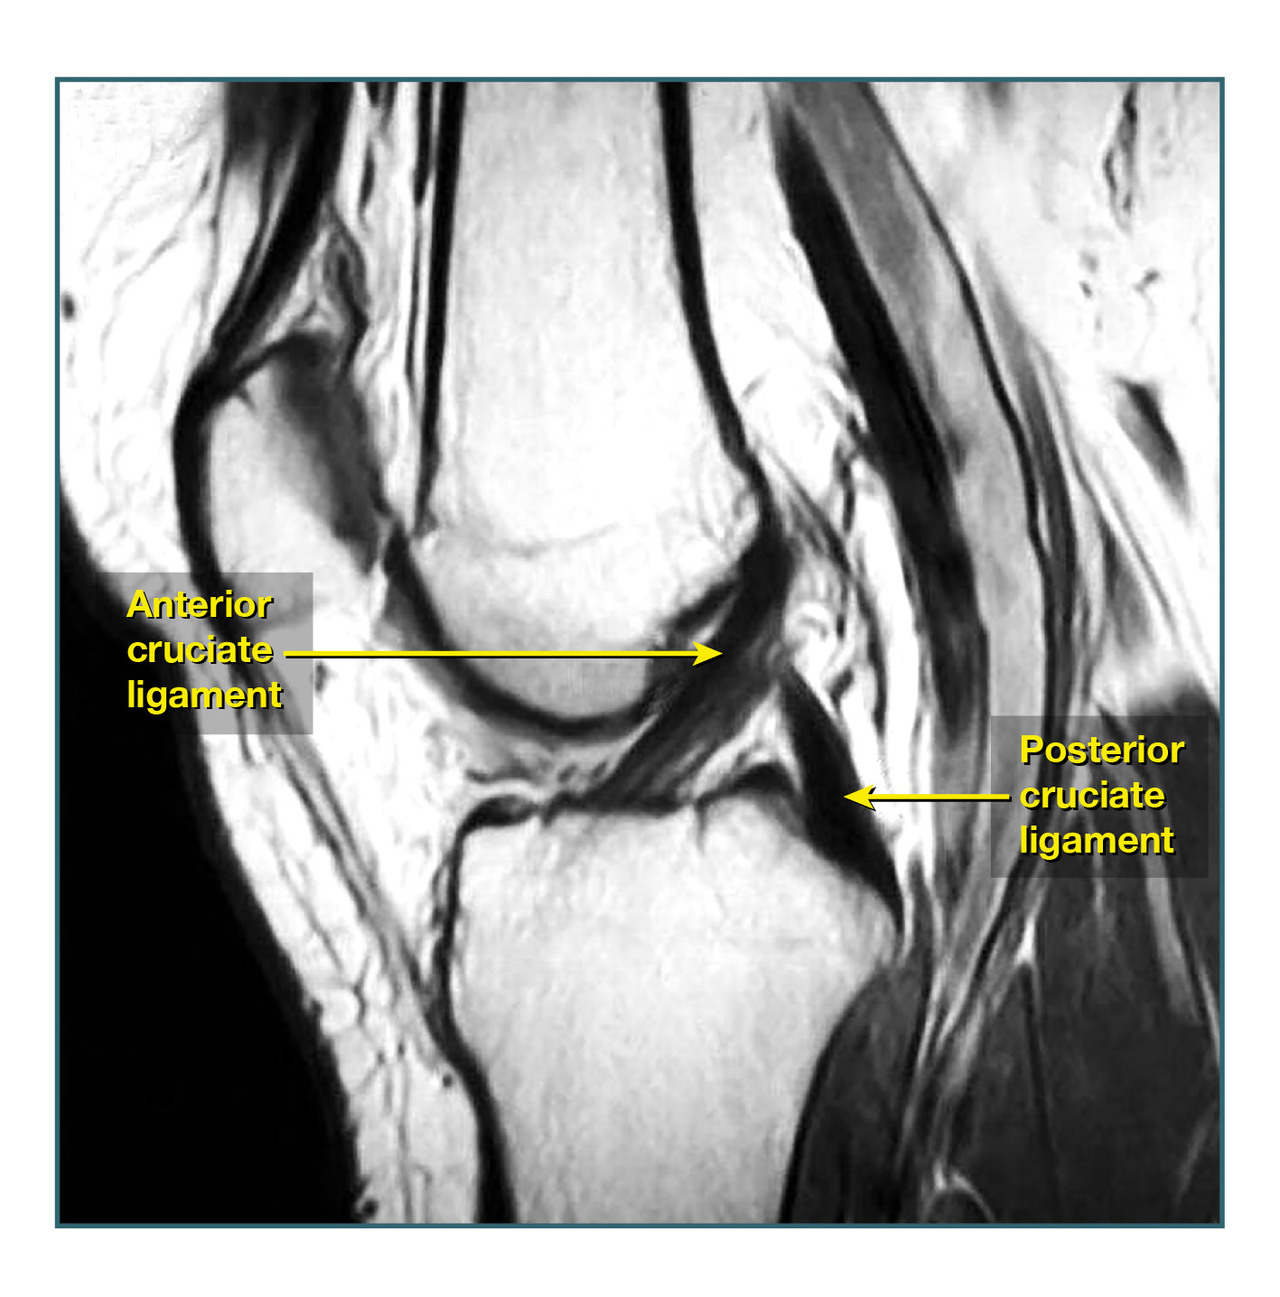 Anterior
cruciate
ligament
Posterior
cruciate
ligament